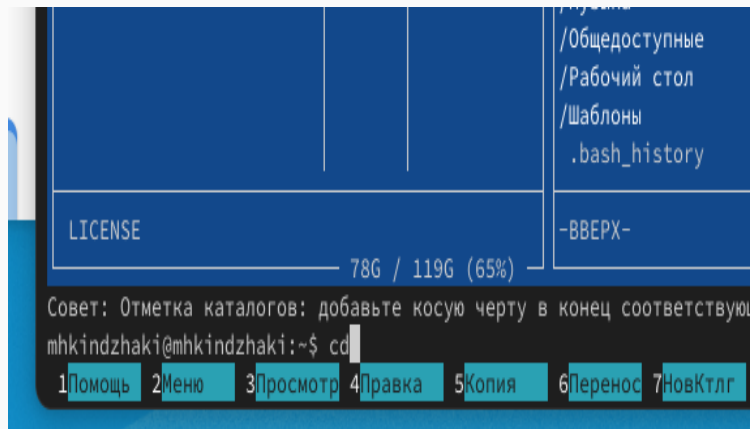 /Общедоступные
/Рабочий стол
/Шаблоны
.bash_history
LICENSE
-ВВЕРХ-
78G / 119G (65%)
Совет: Отметка каталогов: добавьте косую черту в конец
mhkindzhaki@mhkindzhaki:~$ cd
1Помощь 2Меню 3Просмотр 4Правка 5Копия 6Перенос 7НовКтлг